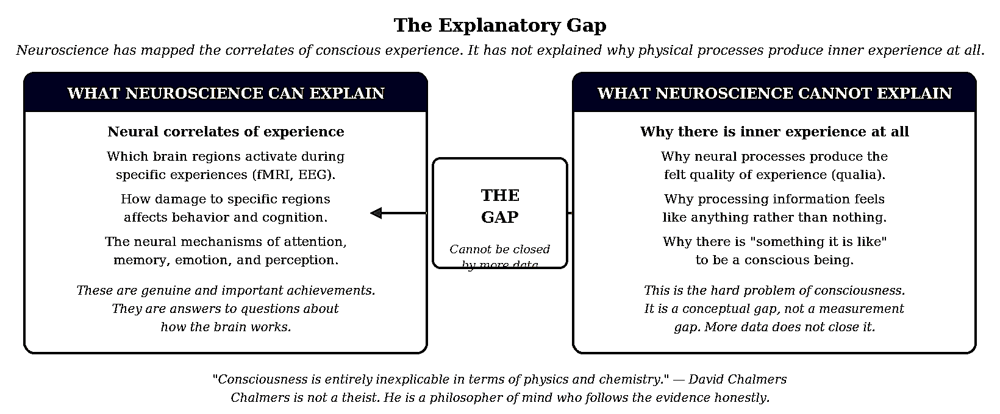 The Explanatory Gap
Neuroscience has mapped the correlates of conscious experience. It has not explained why physical processes produce inner experience at all.
WHAT NEUROSCIENCE CAN EXPLAIN
Neural correlates of experience
Which brain regions activate during
specific experiences (fMRI, EEG).
How damage to specific regions
affects behavior and cognition.
The neural mechanisms of attention,
memory, emotion, and perception.
These are genuine and important achievements.
They are answers to questions about
how the brain works.
THE
GAP
Cannot be closed
by more data
WHAT NEUROSCIENCE CANNOT EXPLAIN
Why there is inner experience at all
Why neural processes produce the
felt quality of experience (qualia).
Why processing information feels
like anything rather than nothing.
Why there is "something it is like"
to be a conscious being.
This is the hard problem of consciousness.
It is a conceptual gap, not a measurement
gap. More data does not close it.
"Consciousness is entirely inexplicable in terms of physics and chemistry." — David Chalmers
Chalmers is not a theist. He is a philosopher of mind who follows the evidence honestly.